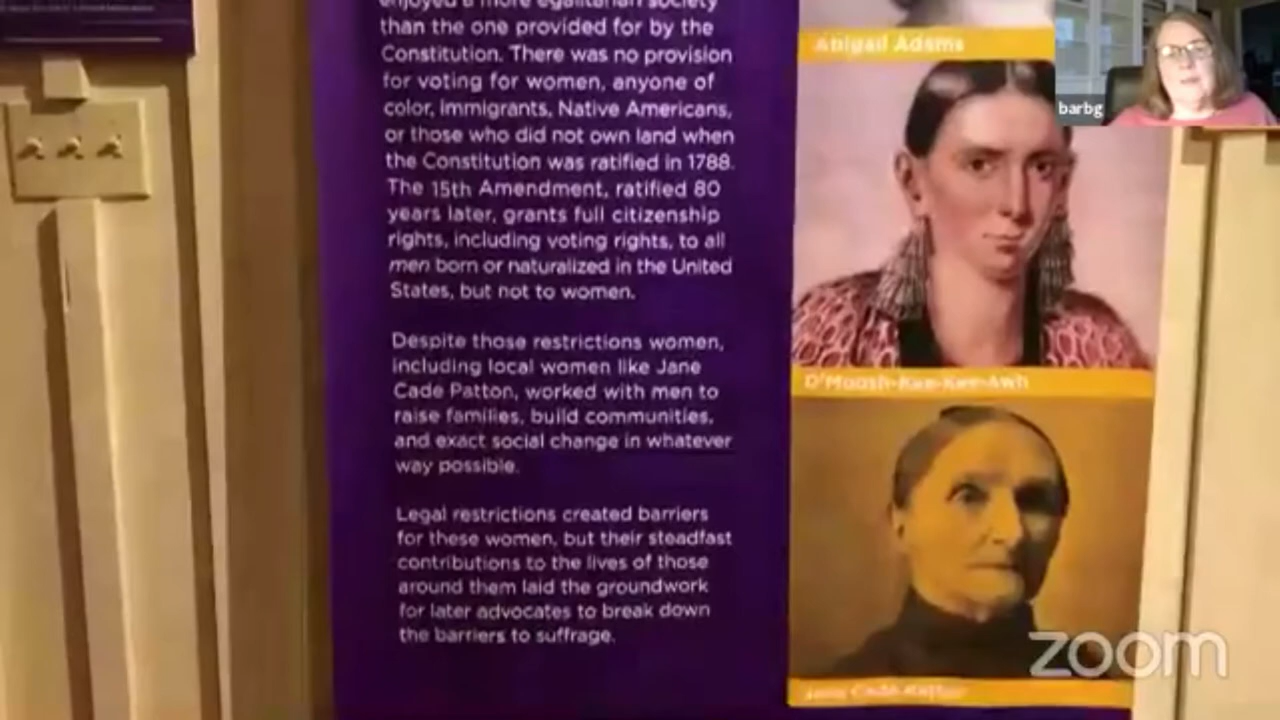 enjoyed a more egalitarian society
than the one provided for by the
Constitution. There was no provision
for voting for women, anyone of
color, immigrants, Native Americans,
or those who did not own land when
the Constitution was ratified in 1788.
The 15th Amendment, ratified 80
years later, grants full citizenship
rights, including voting rights, to all
men born or naturalized in the United
States, but not to women.
Despite those restrictions women,
including local women like Jane
Cade Patton, worked with men to
raise families, build communities,
and exact social change in whatever
way possible.
Legal restrictions created barriers
for these women, but their steadfast
contributions to the lives of those
around them laid the groundwork
for later advocates to break down
the barriers to suffrage.
Abigail Adams
D'Moosh-Kee-Kee-Awh
Jane Cade Patton
barbg
zoom